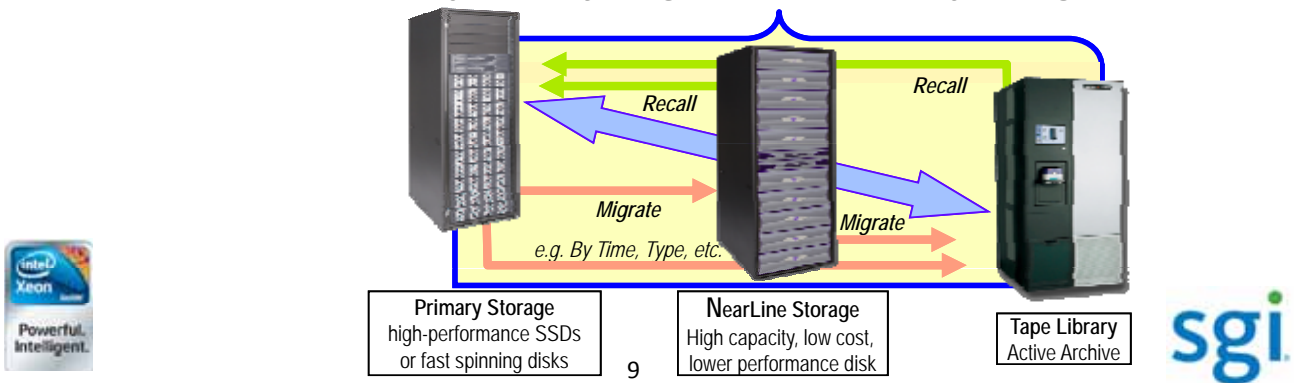 Recall
Recall
Migrate
Migrate
e.g. By Time, Type, etc.
Primary Storage
high-performance SSDs
or fast spinning disks
NearLine Storage
High capacity, low cost,
lower performance disk
Tape Library
Active Archive
intel
Xeon
Powerful.
Intelligent.
9
sgi